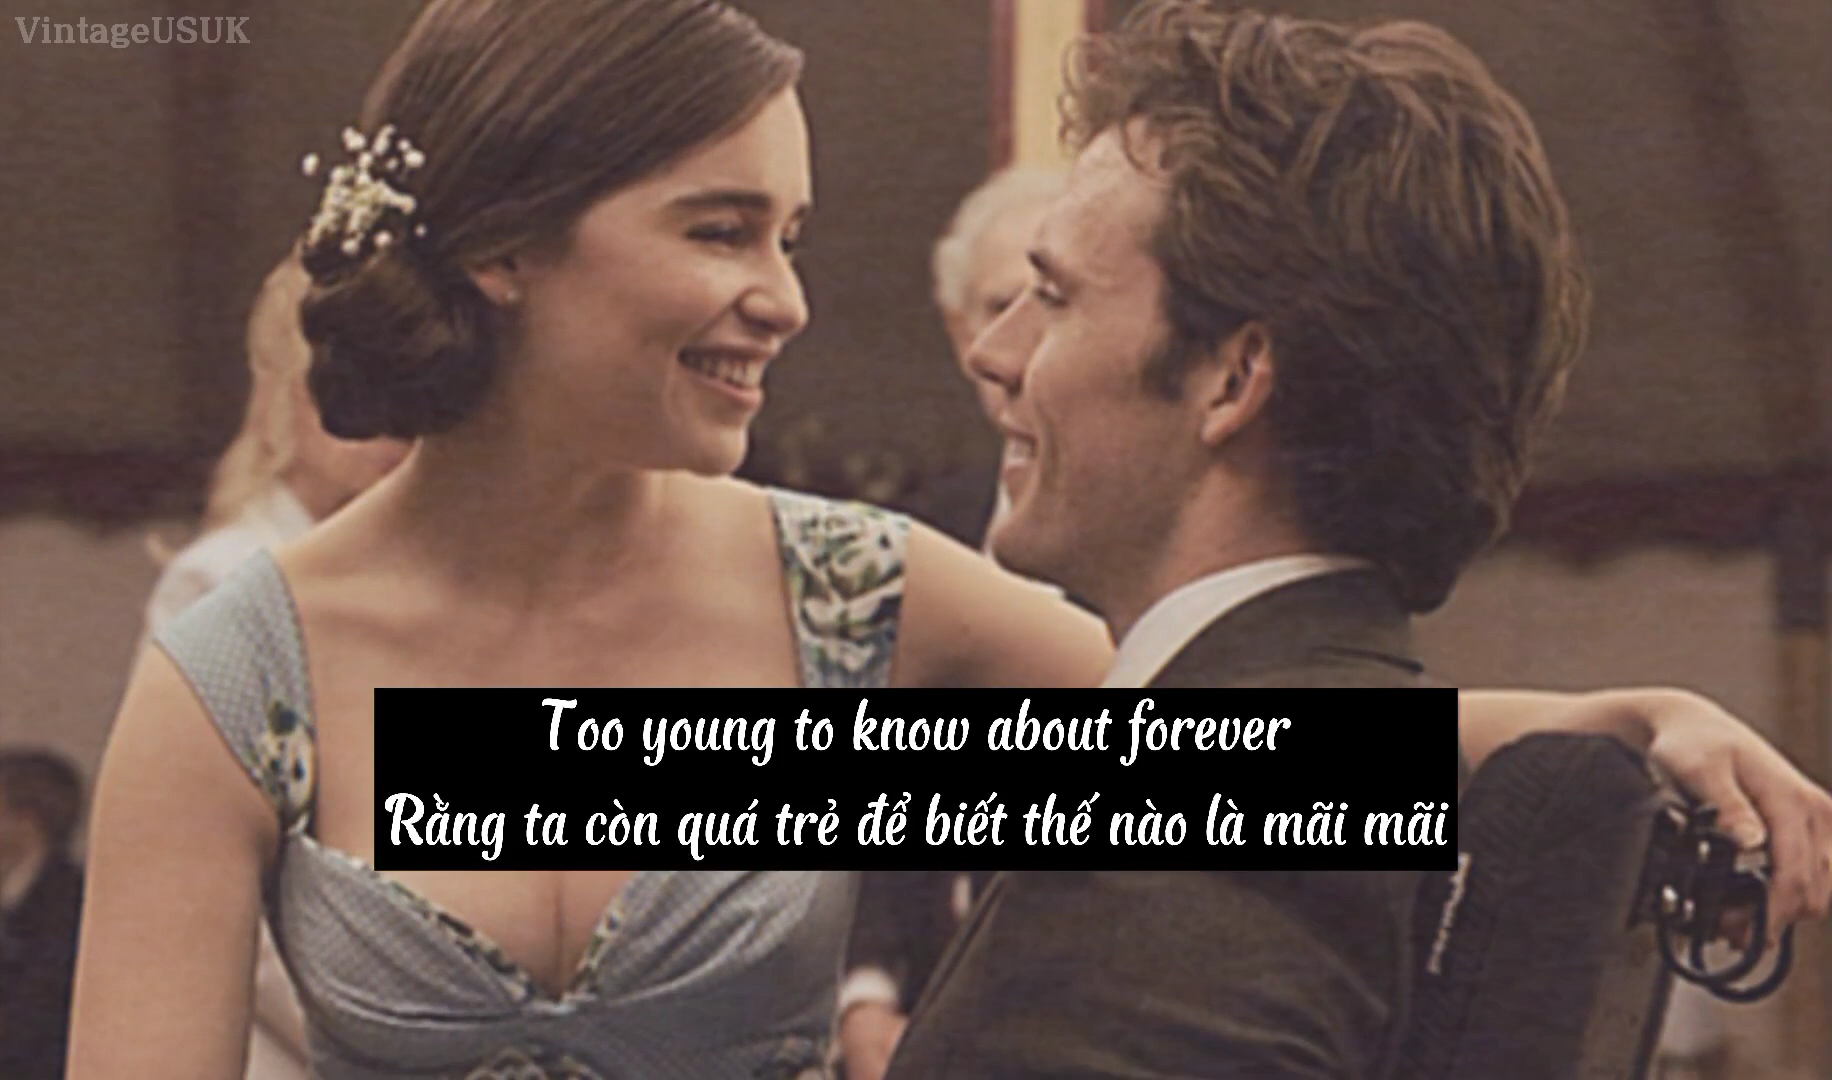 VintageUSUK
Too young to know about forever
Rằng ta còn quá trẻ để biết thế nào là mãi mãi